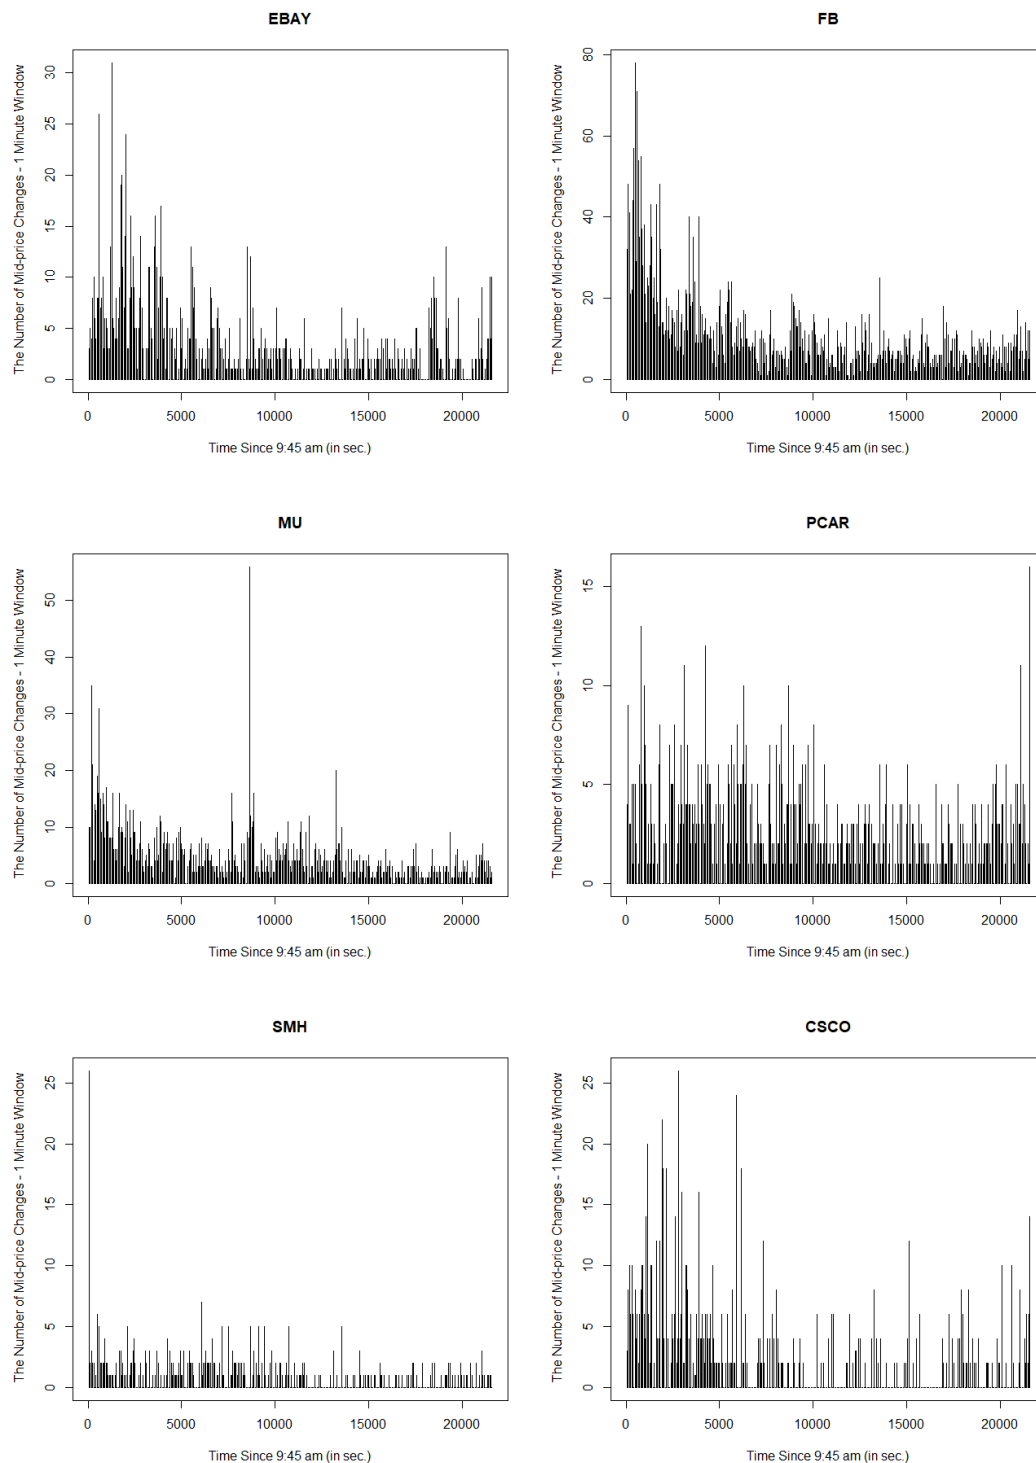 EBAY
The Number of Mid-price Changes - 1 Minute Window
30
25
20
15
10
5
0
0 5000 10000 15000 20000
Time Since 9:45 am (in sec.)
FB
The Number of Mid-price Changes - 1 Minute Window
80
60
40
20
0
0 5000 10000 15000 20000
Time Since 9:45 am (in sec.)
MU
The Number of Mid-price Changes - 1 Minute Window
50
40
30
20
10
0
0 5000 10000 15000 20000
Time Since 9:45 am (in sec.)
PCAR
The Number of Mid-price Changes - 1 Minute Window
15
10
5
0
0 5000 10000 15000 20000
Time Since 9:45 am (in sec.)
SMH
The Number of Mid-price Changes - 1 Minute Window
25
20
15
10
5
0
0 5000 10000 15000 20000
Time Since 9:45 am (in sec.)
CSCO
The Number of Mid-price Changes - 1 Minute Window
25
20
15
10
5
0
0 5000 10000 15000 20000
Time Since 9:45 am (in sec.)